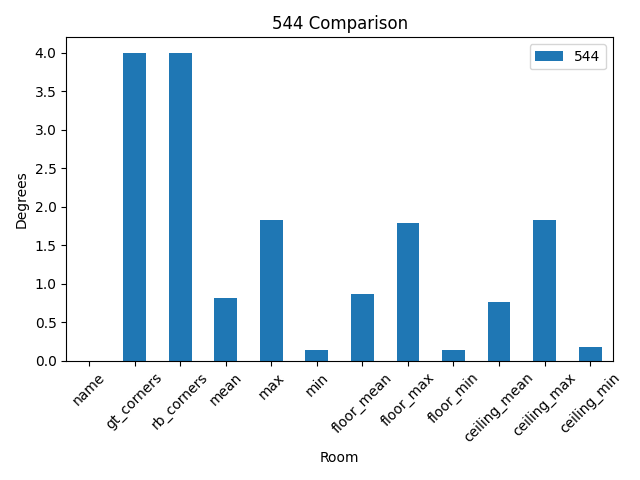 544 Comparison
544
Degrees
4.0
3.5
3.0
2.5
2.0
1.5
1.0
0.5
0.0
name
gt_corners
rb_corners
mean
max
min
floor_mean
floor_max
floor_min
ceiling_mean
ceiling_max
ceiling_min
Room